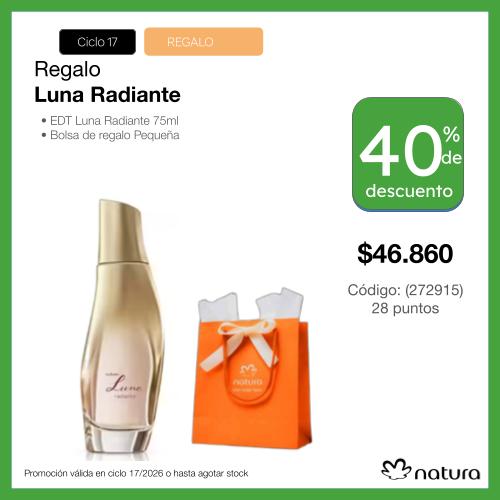 Ciclo 17
REGALO
Regalo
Luna Radiante
• EDT Luna Radiante 75ml
• Bolsa de regalo Pequeña
40% de
descuento
$46.860
Código: (272915)
28 puntos
natura
Luna
radiante
natura
Promoción válida en ciclo 17/2026 o hasta agotar stock
natura